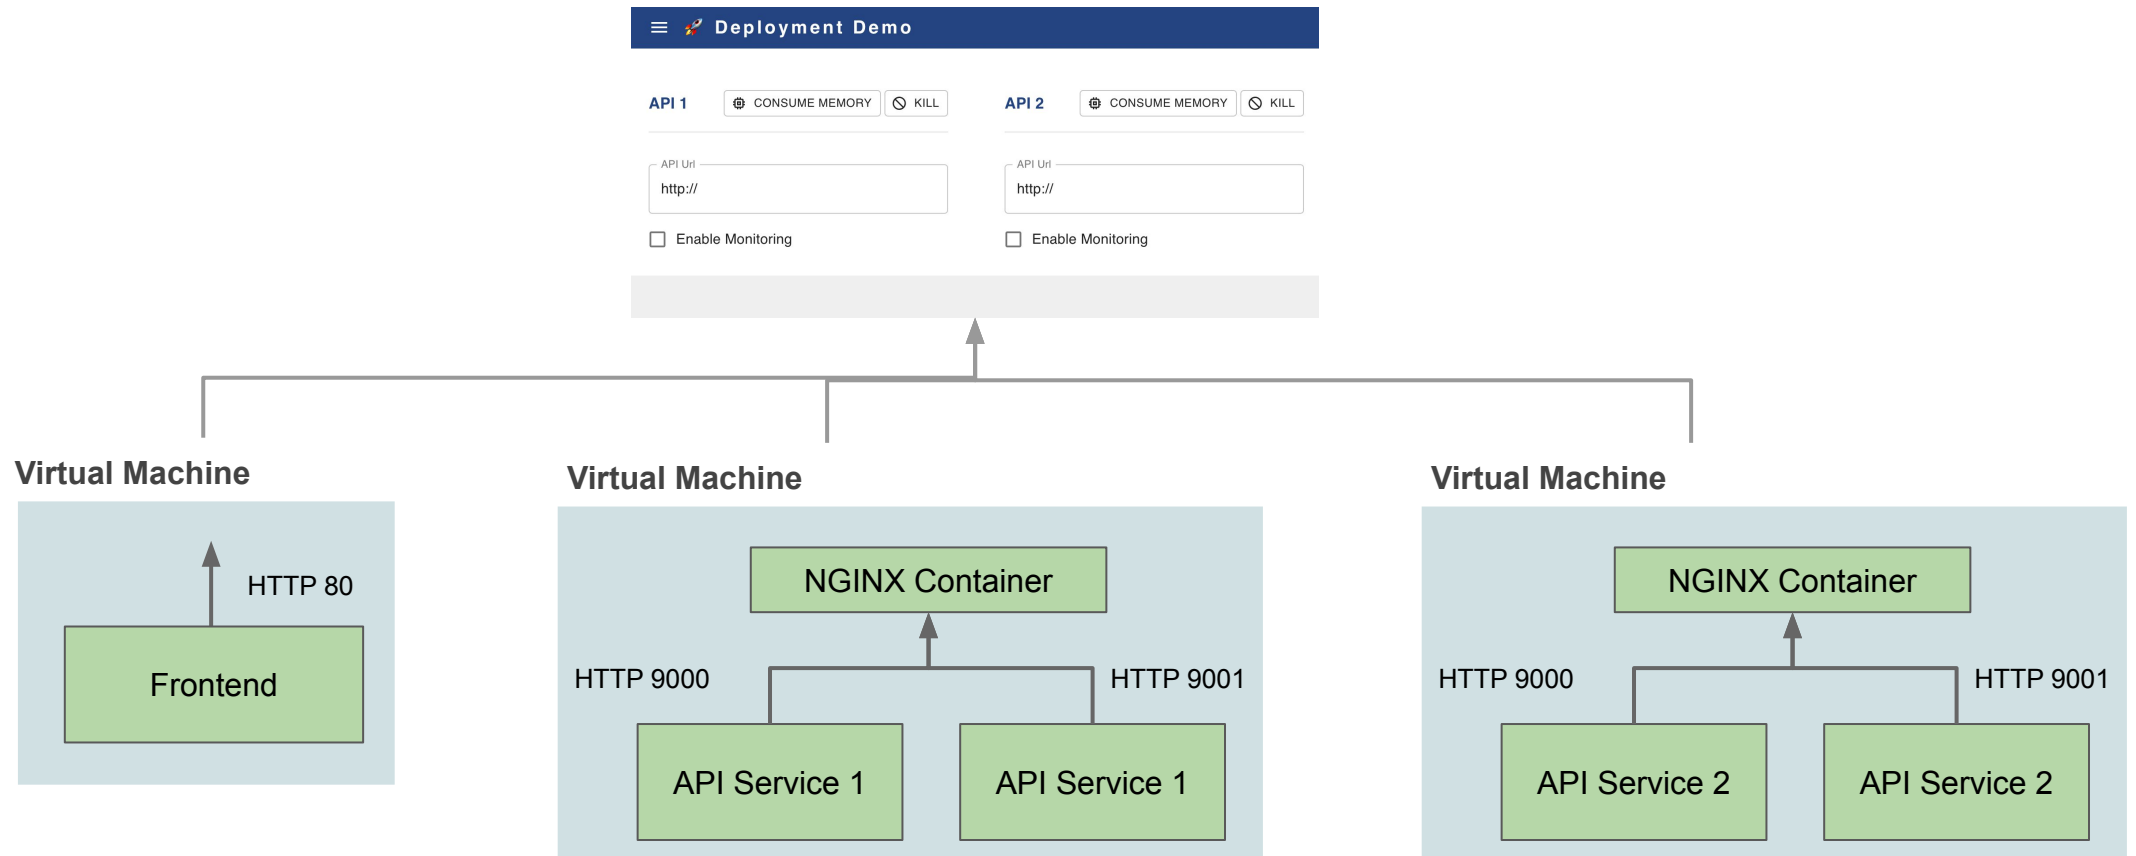 Deployment Demo
API 1
CONSUME MEMORY
KILL
API 2
CONSUME MEMORY
KILL
API Url
http://
API Url
http://
Enable Monitoring
Enable Monitoring
Virtual Machine
HTTP 80
Frontend
Virtual Machine
NGINX Container
HTTP 9000
HTTP 9001
API Service 1
API Service 1
Virtual Machine
NGINX Container
HTTP 9000
HTTP 9001
API Service 2
API Service 2